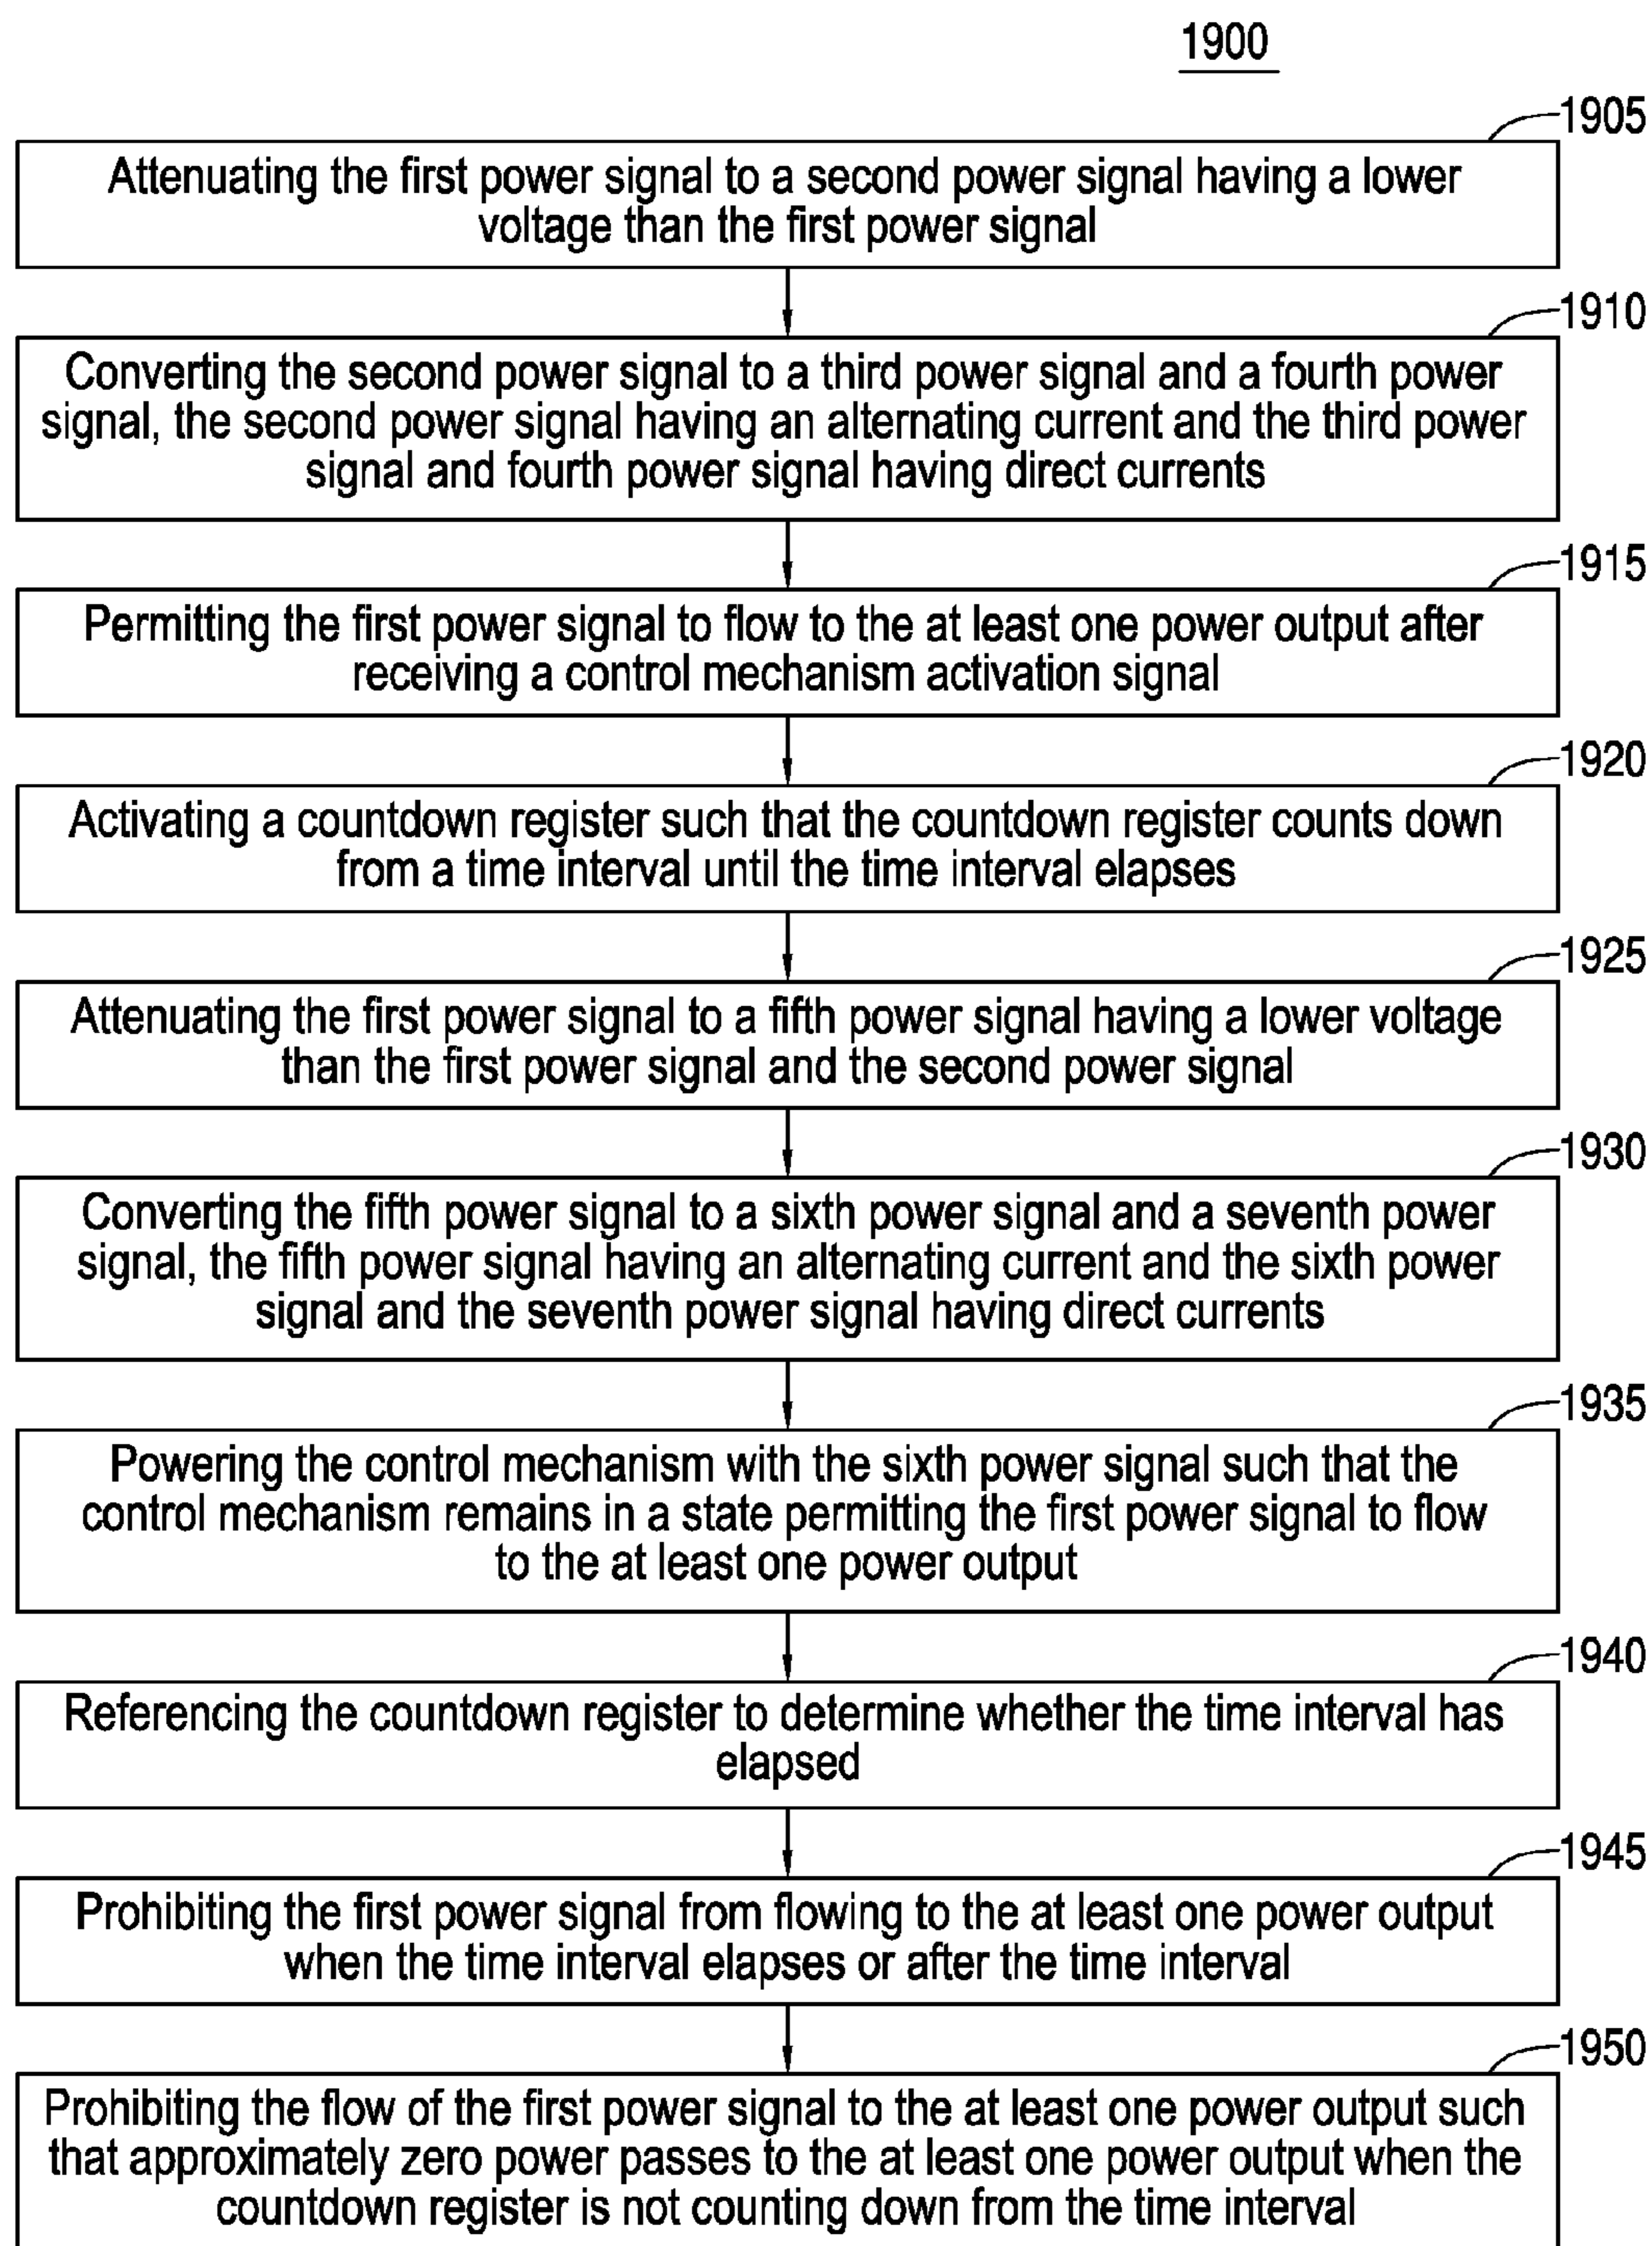 1900
1905
Attenuating the first power signal to a second power signal having a lower
voltage than the first power signal
1910
Converting the second power signal to a third power signal and a fourth power
signal, the second power signal having an alternating current and the third power
signal and fourth power signal having direct currents
1915
Permitting the first power signal to flow to the at least one power output after
receiving a control mechanism activation signal
1920
Activating a countdown register such that the countdown register counts down
from a time interval until the time interval elapses
1925
Attenuating the first power signal to a fifth power signal having a lower voltage
than the first power signal and the second power signal
1930
Converting the fifth power signal to a sixth power signal and a seventh power
signal, the fifth power signal having an alternating current and the sixth power
signal and the seventh power signal having direct currents
1935
Powering the control mechanism with the sixth power signal such that the
control mechanism remains in a state permitting the first power signal to flow
to the at least one power output
1940
Referencing the countdown register to determine whether the time interval has
elapsed
1945
Prohibiting the first power signal from flowing to the at least one power output
when the time interval elapses or after the time interval
1950
Prohibiting the flow of the first power signal to the at least one power output such
that approximately zero power passes to the at least one power output when the
countdown register is not counting down from the time interval